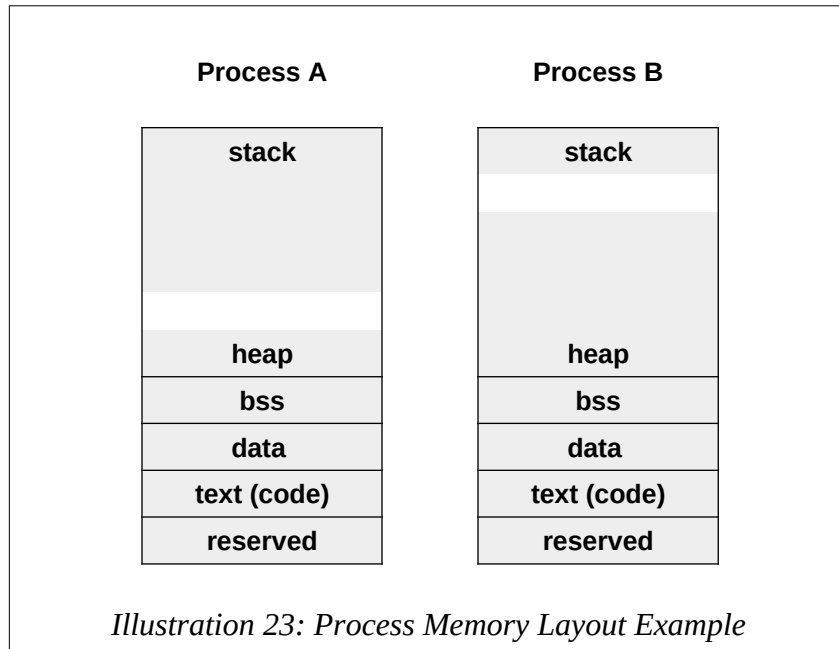 Process A
Process B
stack
stack
heap
heap
bss
bss
data
data
text (code)
text (code)
reserved
reserved
Illustration 23: Process Memory Layout Example